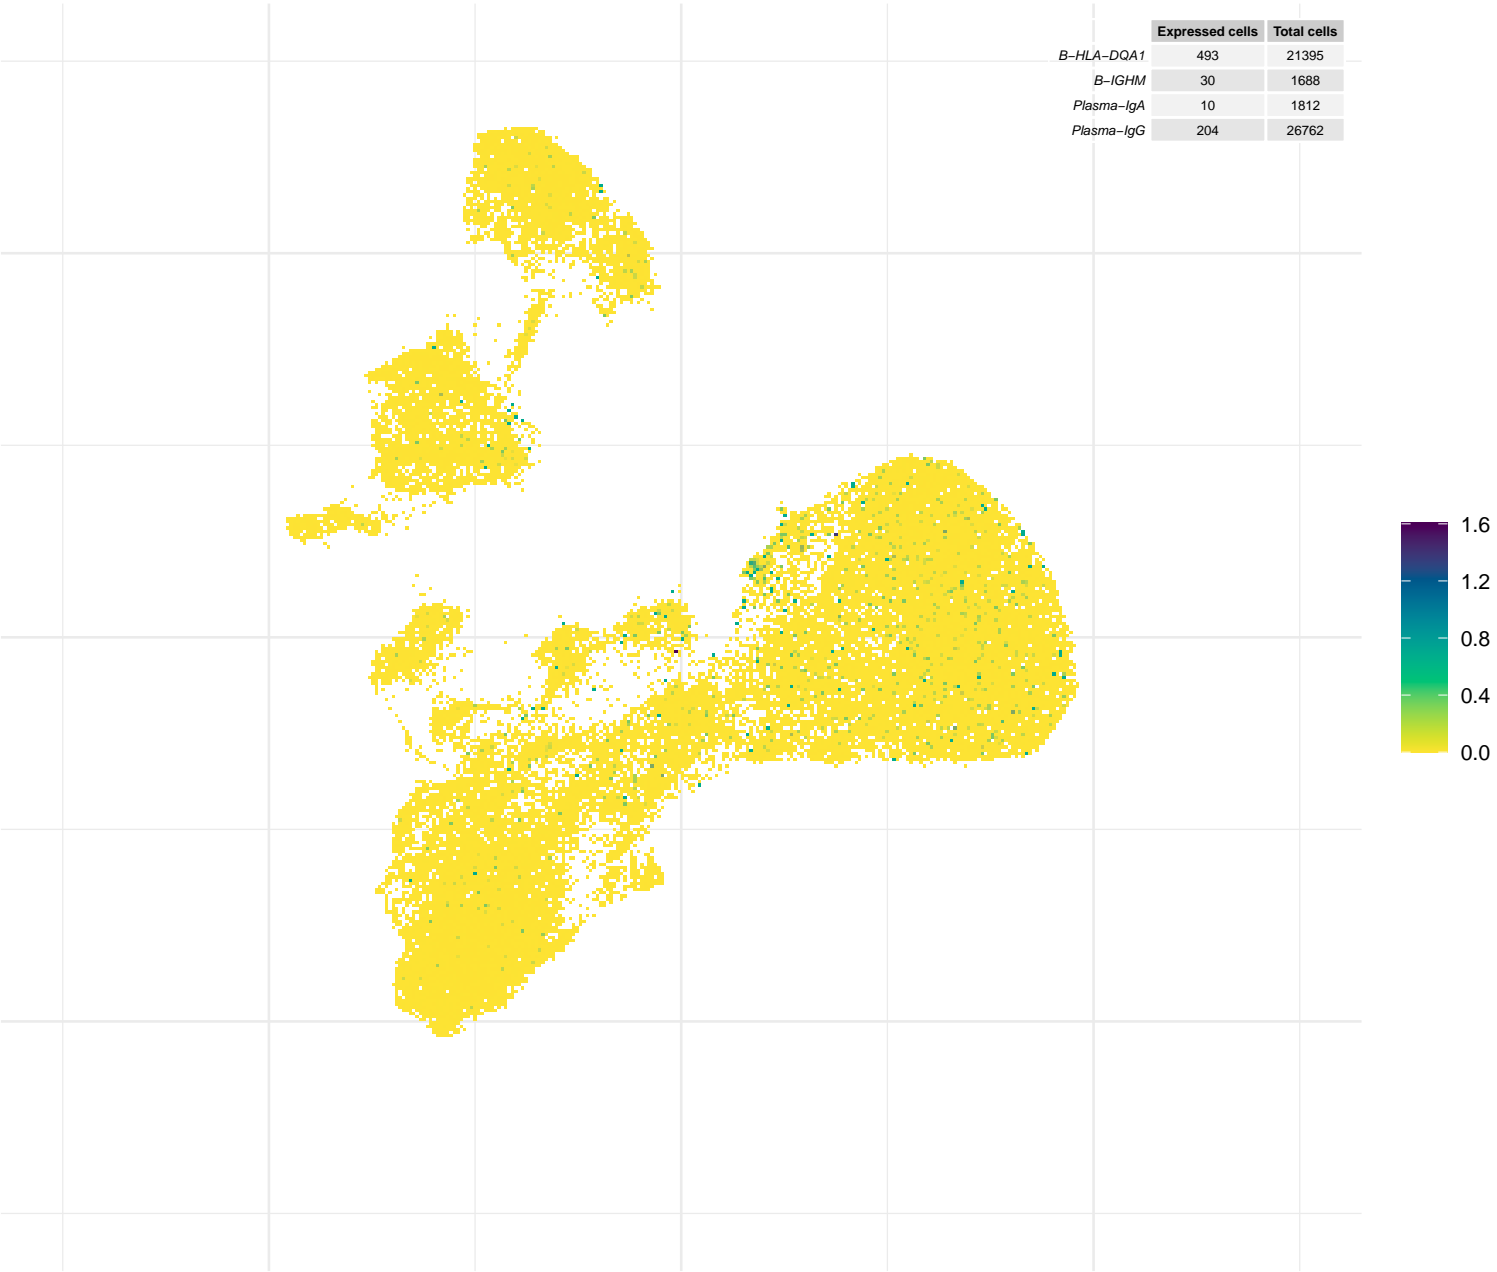 Expressed cells Total cells
B−HLA−DQA1 493 21395
B−IGHM 30 1688
Plasma−IgA 10 1812
Plasma−IgG 204 26762
1.6
1.2
0.8
0.4
0.0